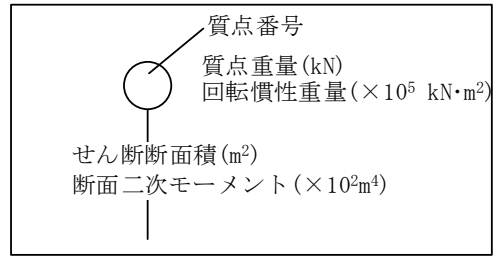 質点番号
質点重量(kN)
回転慣性重量(×10⁵ kN·m²)
せん断断面積(m²)
断面二次モーメント(×10²m⁴)